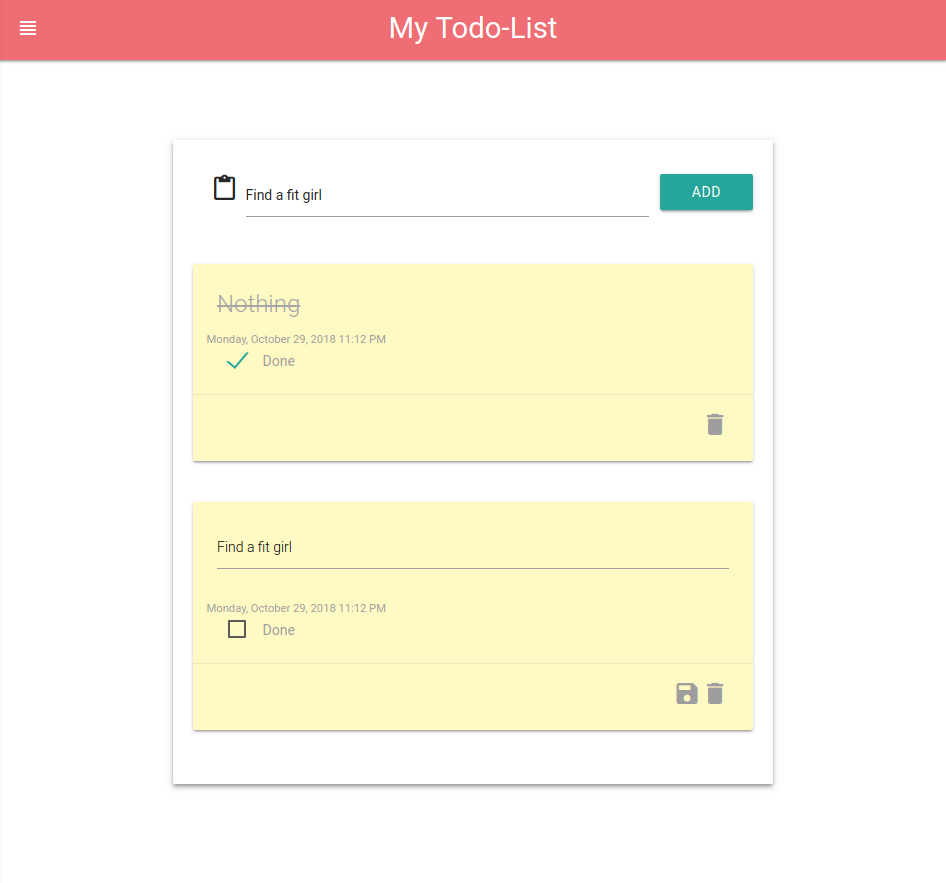 My Todo-List
Find a fit girl
ADD
Nothing
Monday, October 29, 2018 11:12 PM
Done
Find a fit girl
Monday, October 29, 2018 11:12 PM
Done